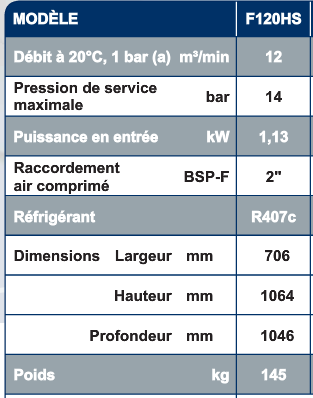 MODÈLE F120HS
Débit à 20°C, 1 bar (a) m³/min 12
Pression de service
maximale bar 14
Puissance en entrée kW 1,13
Raccordement
air comprimé BSP-F 2"
Réfrigérant R407c
Dimensions Largeur mm 706
Hauteur mm 1064
Profondeur mm 1046
Poids kg 145